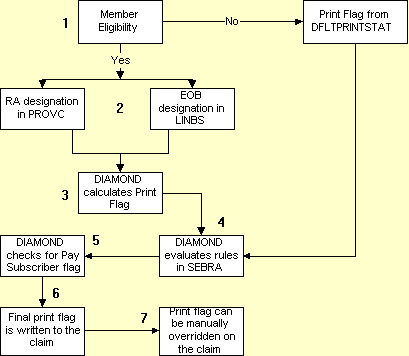 1
Member
Eligibility
No
Print Flag from
DFLTPRINTSTAT
Yes
RA designation
in PROVC
2
EOB
designation in
LINBS
3
DIAMOND
calculates Print
Flag
4
5
DIAMOND
checks for Pay
Subscriber flag
DIAMOND
evaluates rules
in SEBRA
6
Final print flag
is written to the
claim
7
Print flag can
be manually
overridden on
the claim